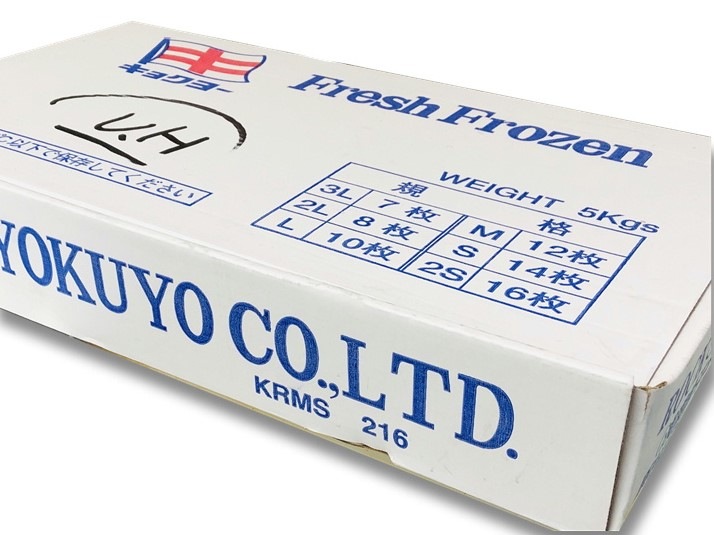 キョクヨー
Fresh Frozen
V.H
以下で保存してください
WEIGHT 5Kgs
規 格
3L 7枚 M 12枚
2L 8枚 S 14枚
L 10枚 2S 16枚
YOKUYO CO.,LTD.
KRMS 216